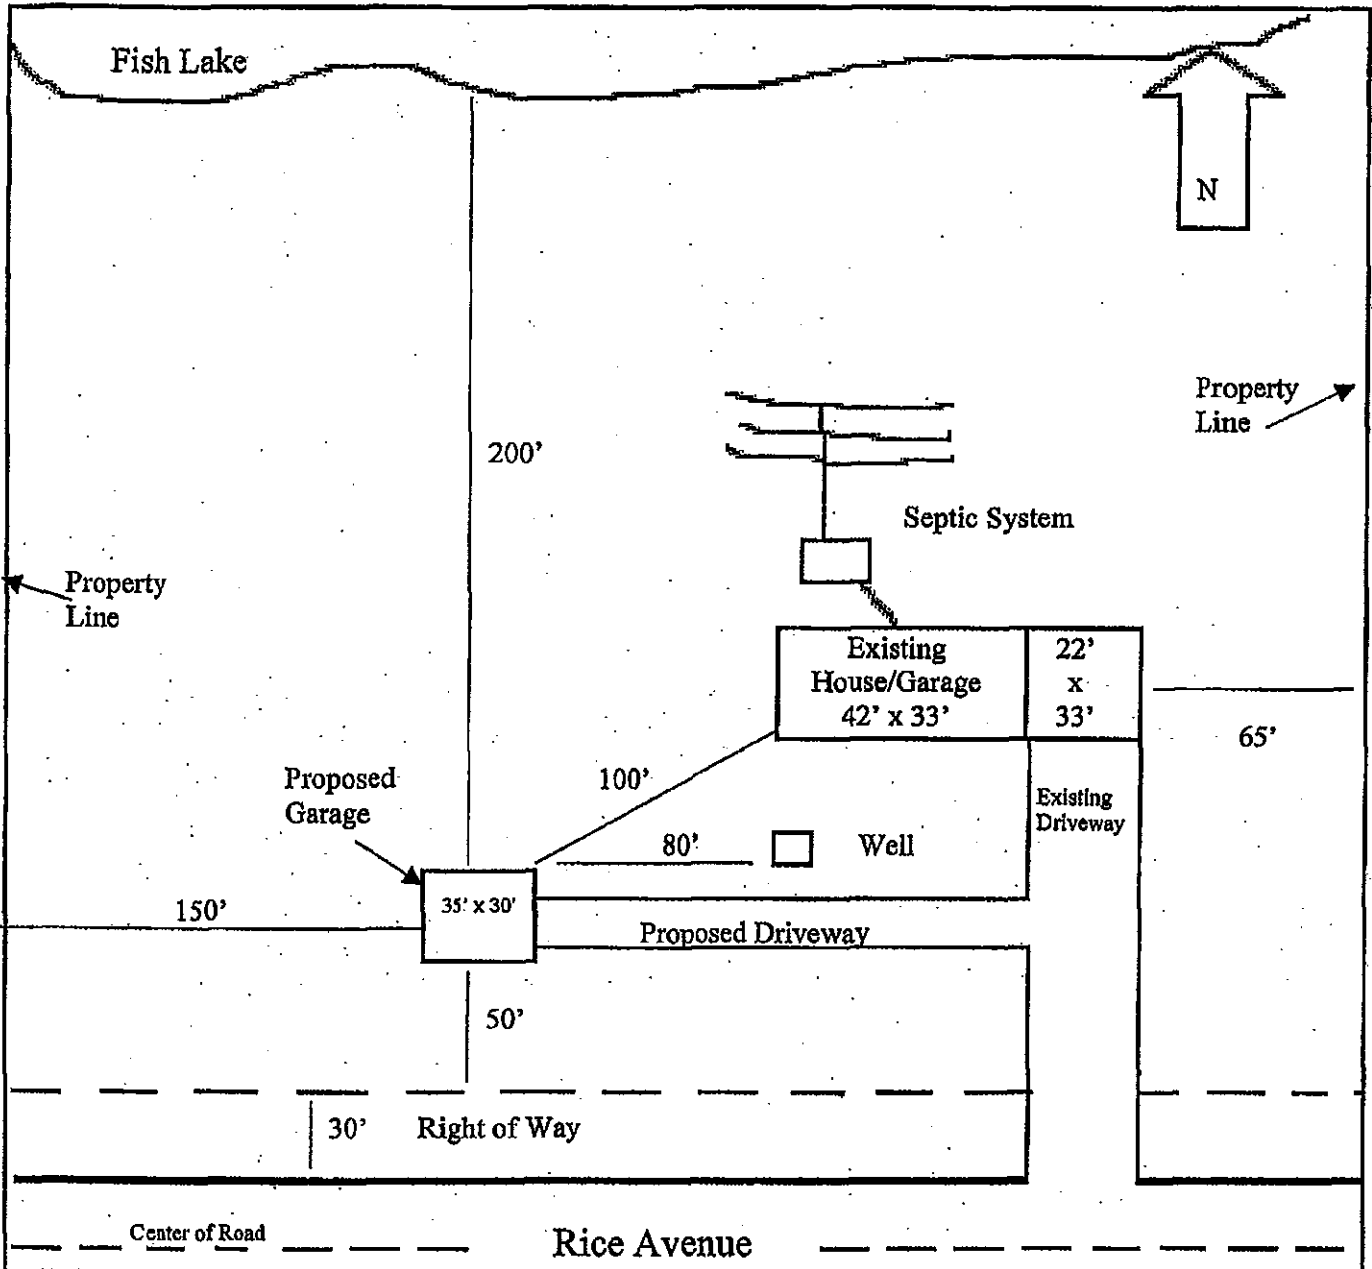 Fish Lake
N
Property
Line
200’
Septic System
Property
Line
Existing
House/Garage
42’ x 33’
22’
x
33’
65’
100’
Proposed
Garage
Existing
Driveway
80’
Well
35’ x 30’
150’
Proposed Driveway
50’
30’
Right of Way
Center of Road
Rice Avenue